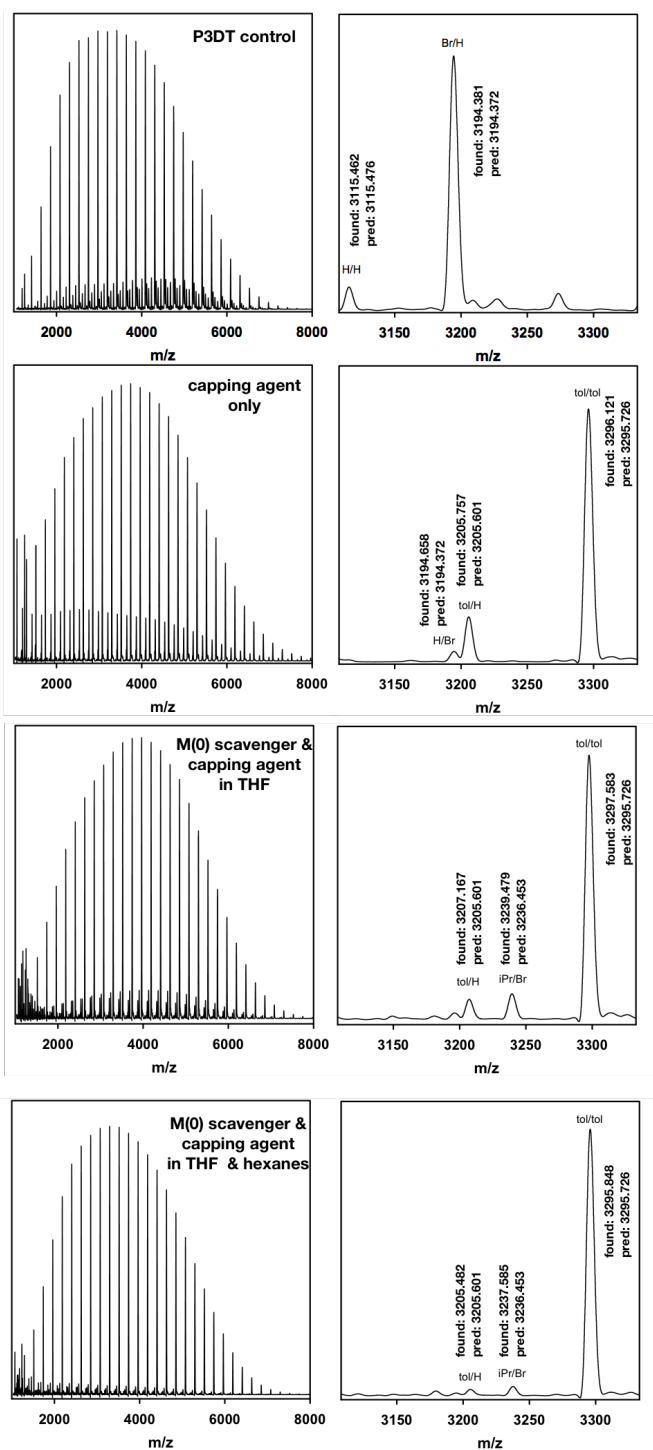 P3DT control
2000 4000 6000 8000
m/z
Br/H
found: 3194.381
pred: 3194.372
found: 3115.462
pred: 3115.476
H/H
3150 3200 3250 3300
m/z
capping agent
only
2000 4000 6000 8000
m/z
tol/tol
found: 3296.121
pred: 3295.726
found: 3205.757
pred: 3205.601
found: 3194.658
pred: 3194.372
tol/H
H/Br
3150 3200 3250 3300
m/z
M(0) scavenger &
capping agent
in THF
2000 4000 6000 8000
m/z
tol/tol
found: 3297.583
pred: 3295.726
found: 3207.167
pred: 3205.601
found: 3239.479
pred: 3236.453
tol/H
iPr/Br
3150 3200 3250 3300
m/z
M(0) scavenger &
capping agent
in THF & hexanes
2000 4000 6000 8000
m/z
tol/tol
found: 3295.848
pred: 3295.726
found: 3205.482
pred: 3205.601
found: 3237.585
pred: 3236.453
tol/H
iPr/Br
3150 3200 3250 3300
m/z